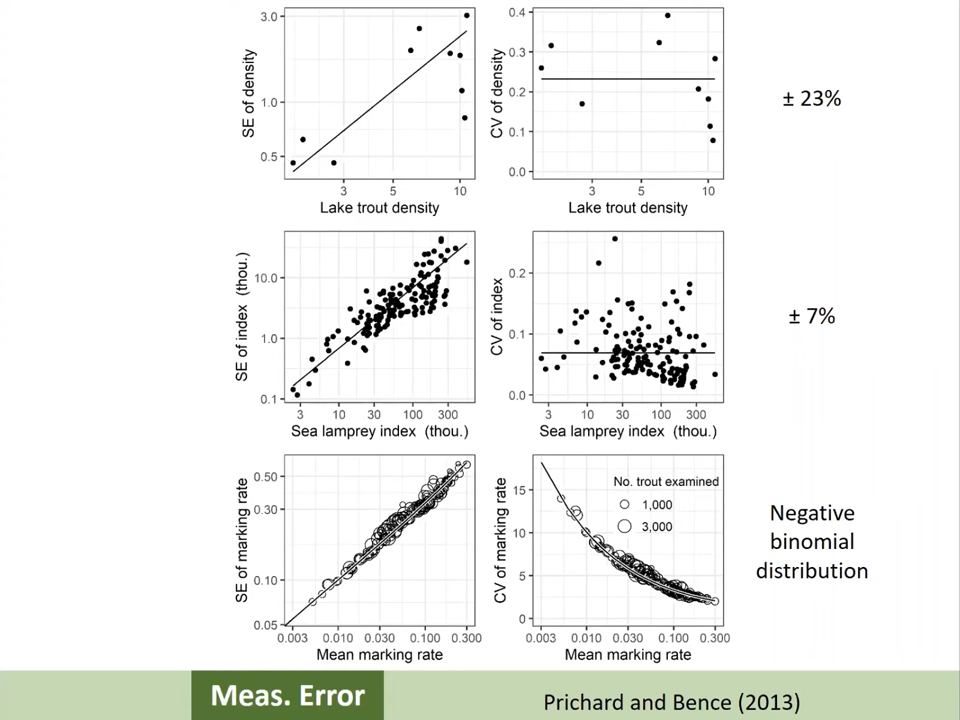 3.0
1.0
0.5
SE of density
3 5 10
Lake trout density
0.4
0.3
0.2
0.1
0.0
CV of density
3 5 10
Lake trout density
± 23%
10.0
1.0
0.1
SE of index (thou.)
3 10 30 100 300
Sea lamprey index (thou.)
0.2
0.1
0.0
CV of index
3 10 30 100 300
Sea lamprey index (thou.)
± 7%
0.50
0.30
0.10
0.05
SE of marking rate
0.003 0.010 0.030 0.100 0.300
Mean marking rate
15
10
5
0
CV of marking rate
No. trout examined
1,000
3,000
0.003 0.010 0.030 0.100 0.300
Mean marking rate
Negative
binomial
distribution
Meas. Error
Prichard and Bence (2013)